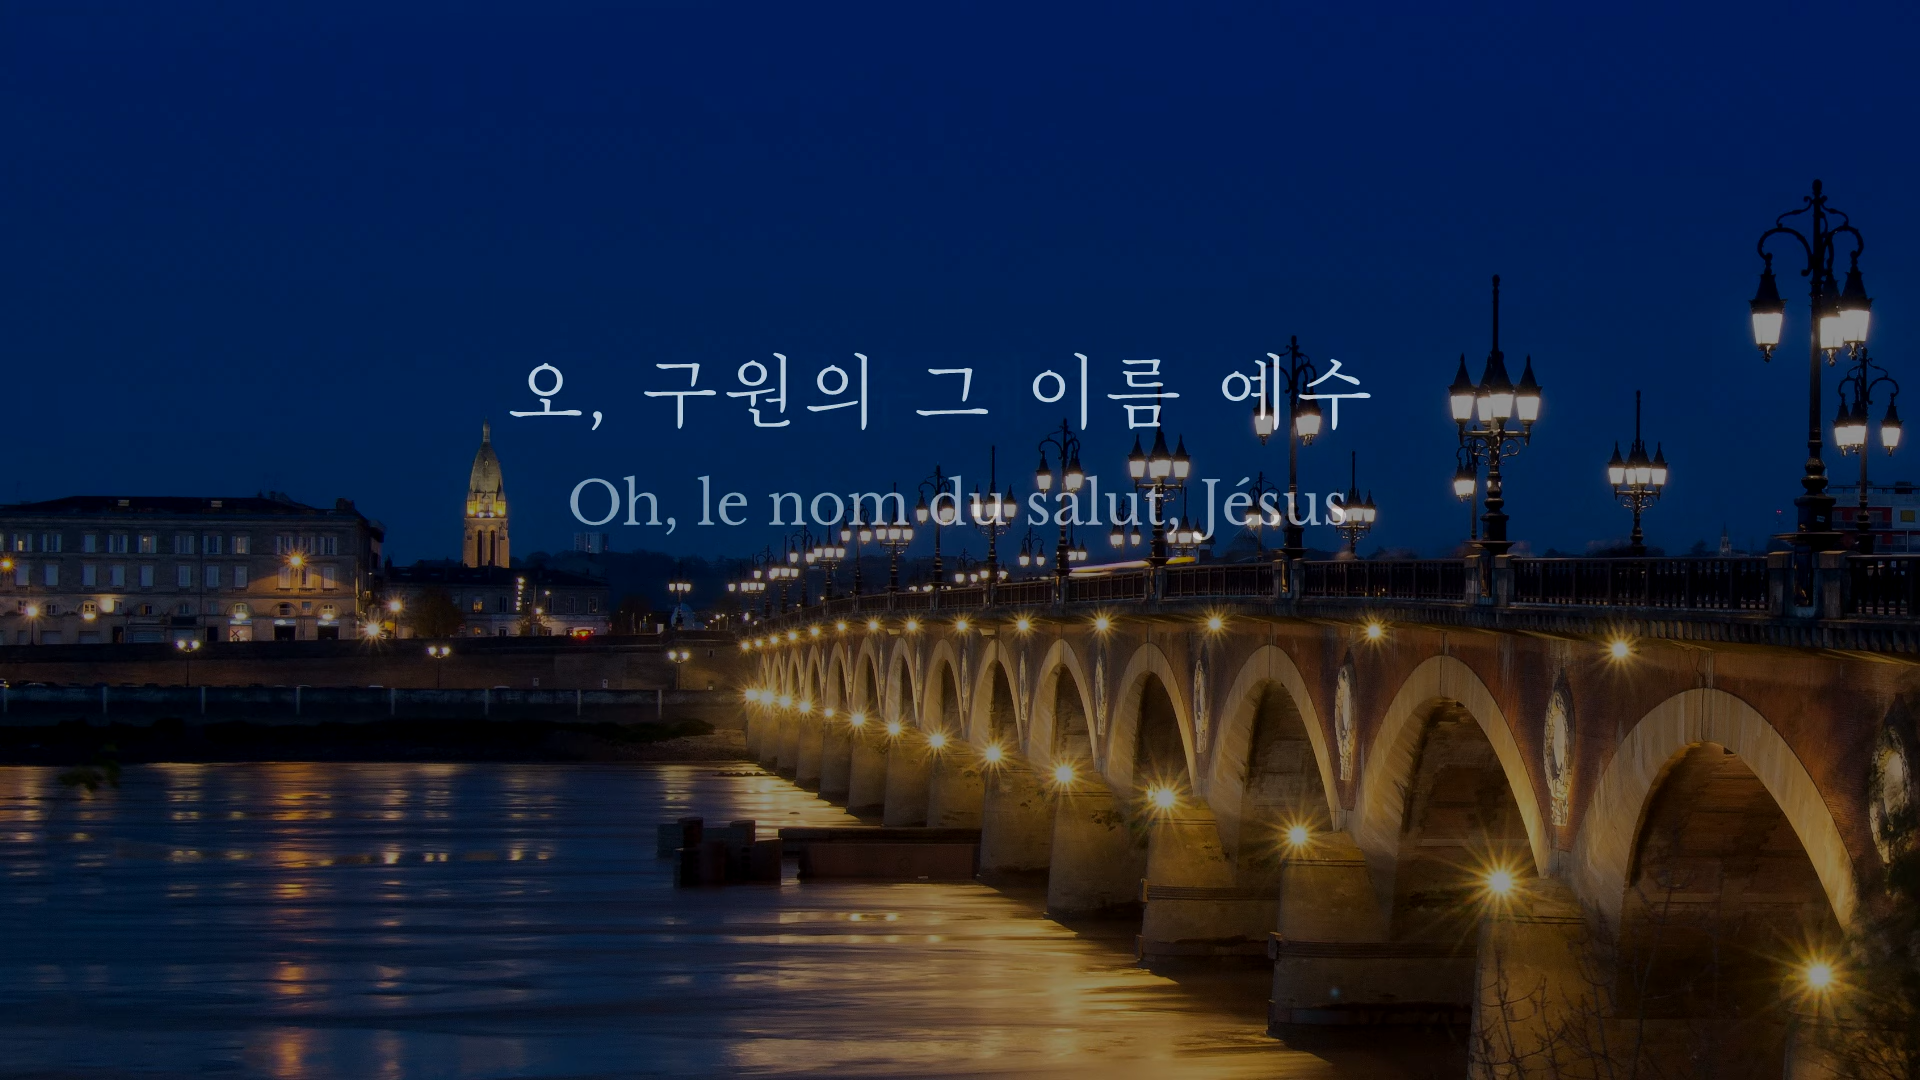 오, 구원의 그 이름 예수
Oh, le nom du salut, Jésus